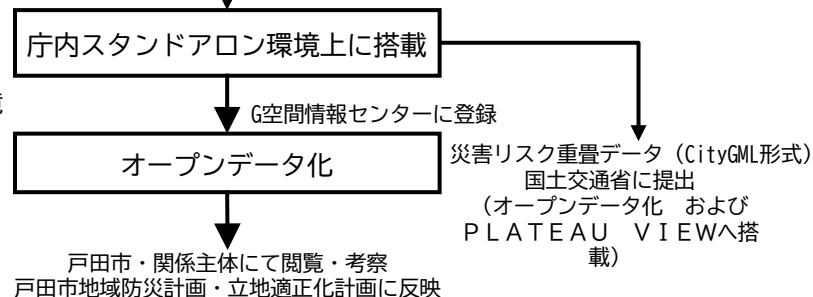 庁内スタンドアロン環境上に搭載
G空間情報センターに登録
オープンデータ化
災害リスク重畳データ（CityGML形式）
国土交通省に提出
（オープンデータ化　および
ＰＬＡＴＥＡＵ　ＶＩＥＷへ搭
載）
戸田市・関係主体にて閲覧・考察
戸田市地域防災計画・立地適正化計画に反映